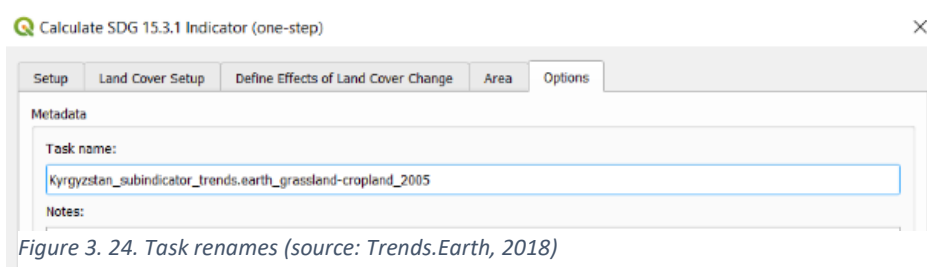 Calculate SDG 15.3.1 Indicator (one-step)
Setup Land Cover Setup Define Effects of Land Cover Change Area Options
Metadata
Task name:
Kyrgyzstan_subindicator_trends.earth_grassland-cropland_2005
Notes:
Figure 3. 24. Task renames (source: Trends.Earth, 2018)